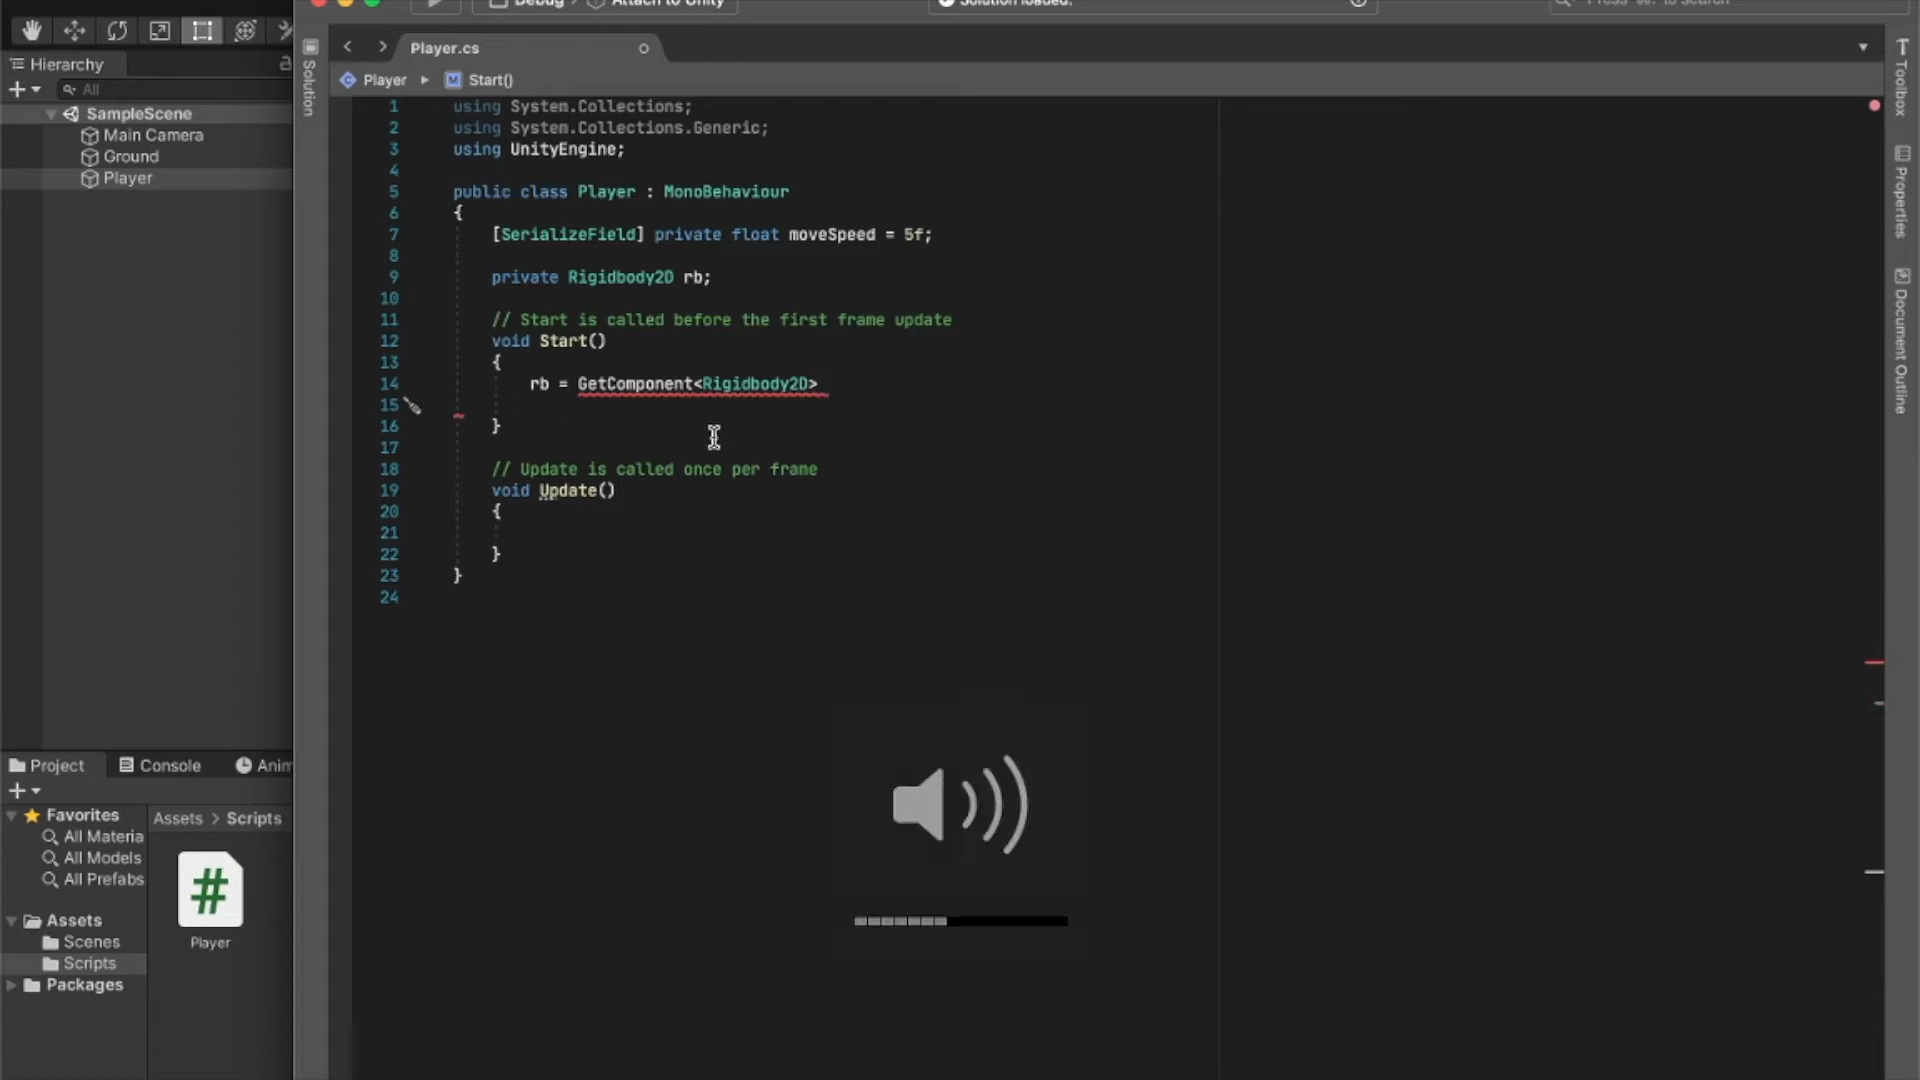 Debug
Attach to Unity
Solution loaded.
Press ⌘. to search
Hierarchy
All
SampleScene
Main Camera
Ground
Player
Solution
Player.cs
Player
Start()
Toolbox
Properties
Document Outline
1 using System.Collections;
2 using System.Collections.Generic;
3 using UnityEngine;
4
5 public class Player : MonoBehaviour
6 {
7 [SerializeField] private float moveSpeed = 5f;
8
9 private Rigidbody2D rb;
10
11 // Start is called before the first frame update
12 void Start()
13 {
14 rb = GetComponent<Rigidbody2D>
15
16 }
17
18 // Update is called once per frame
19 void Update()
20 {
21
22 }
23 }
24
Project
Console
Anim
Favorites
All Materia
All Models
All Prefabs
Assets
Scenes
Scripts
Packages
Assets > Scripts
#
Player